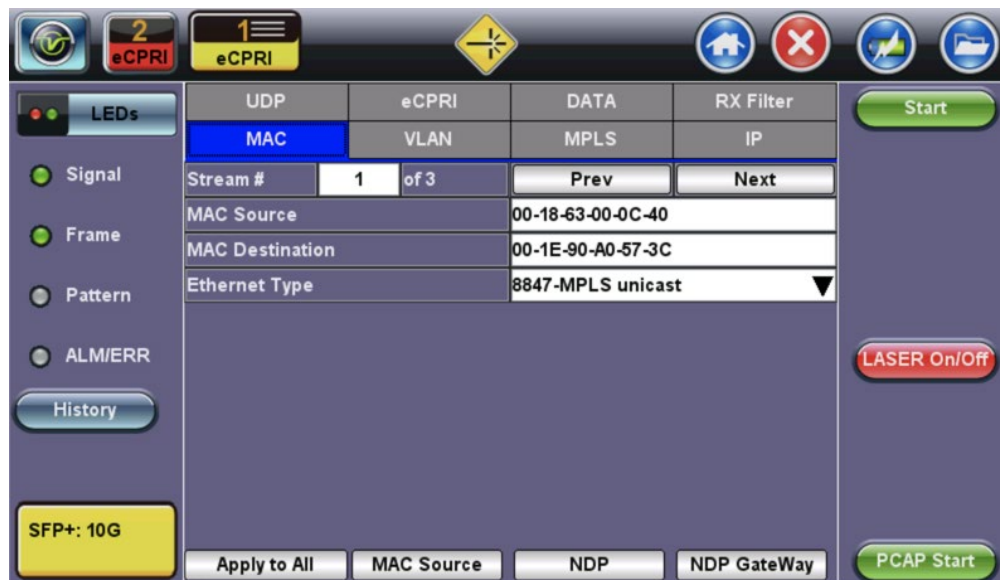 2
eCPRI
1
eCPRI
LEDs
UDP eCPRI DATA RX Filter
Start
MAC VLAN MPLS IP
Signal
Stream # 1 of 3 Prev Next
MAC Source 00-18-63-00-0C-40
Frame
MAC Destination 00-1E-90-A0-57-3C
Ethernet Type 8847-MPLS unicast
Pattern
ALM/ERR
LASER On/Off
History
SFP+: 10G
Apply to All MAC Source NDP NDP GateWay
PCAP Start